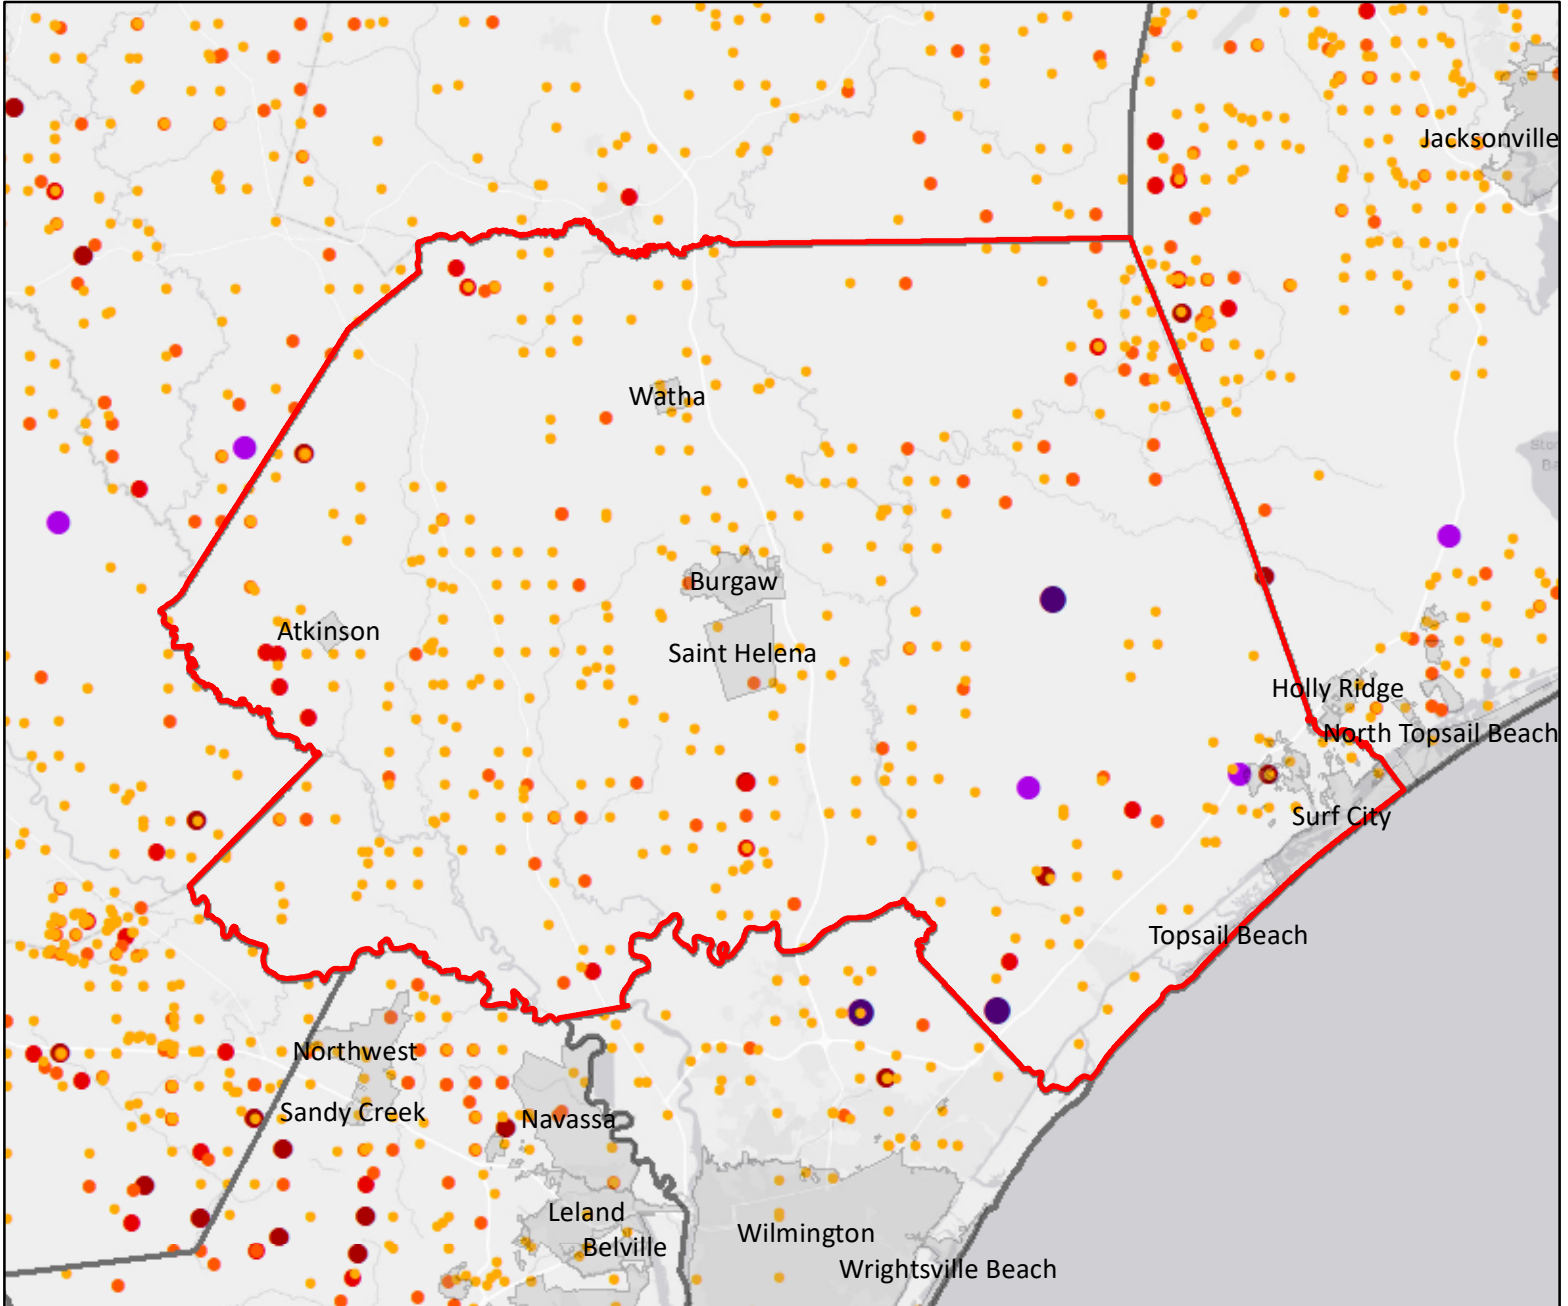 Jacksonville
Watha
Burgaw
Atkinson
Saint Helena
Holly Ridge
North Topsail Beach
Surf City
Topsail Beach
Northwest
Sandy Creek
Navassa
Leland
Wilmington
Belville
Wrightsville Beach